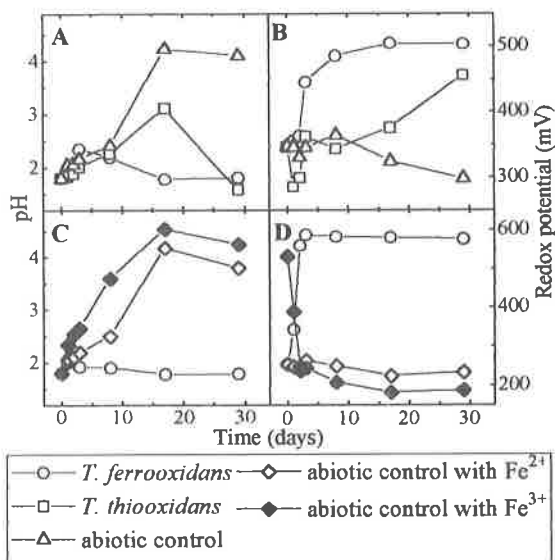 A
B
4
3
2
pH
500
400
300
Redox potential (mV)
C
D
4
3
2
600
400
200
0 10 20 30 0 10 20 30
Time (days)
T. ferrooxidans
abiotic control with Fe2+
T. thiooxidans
abiotic control with Fe3+
abiotic control